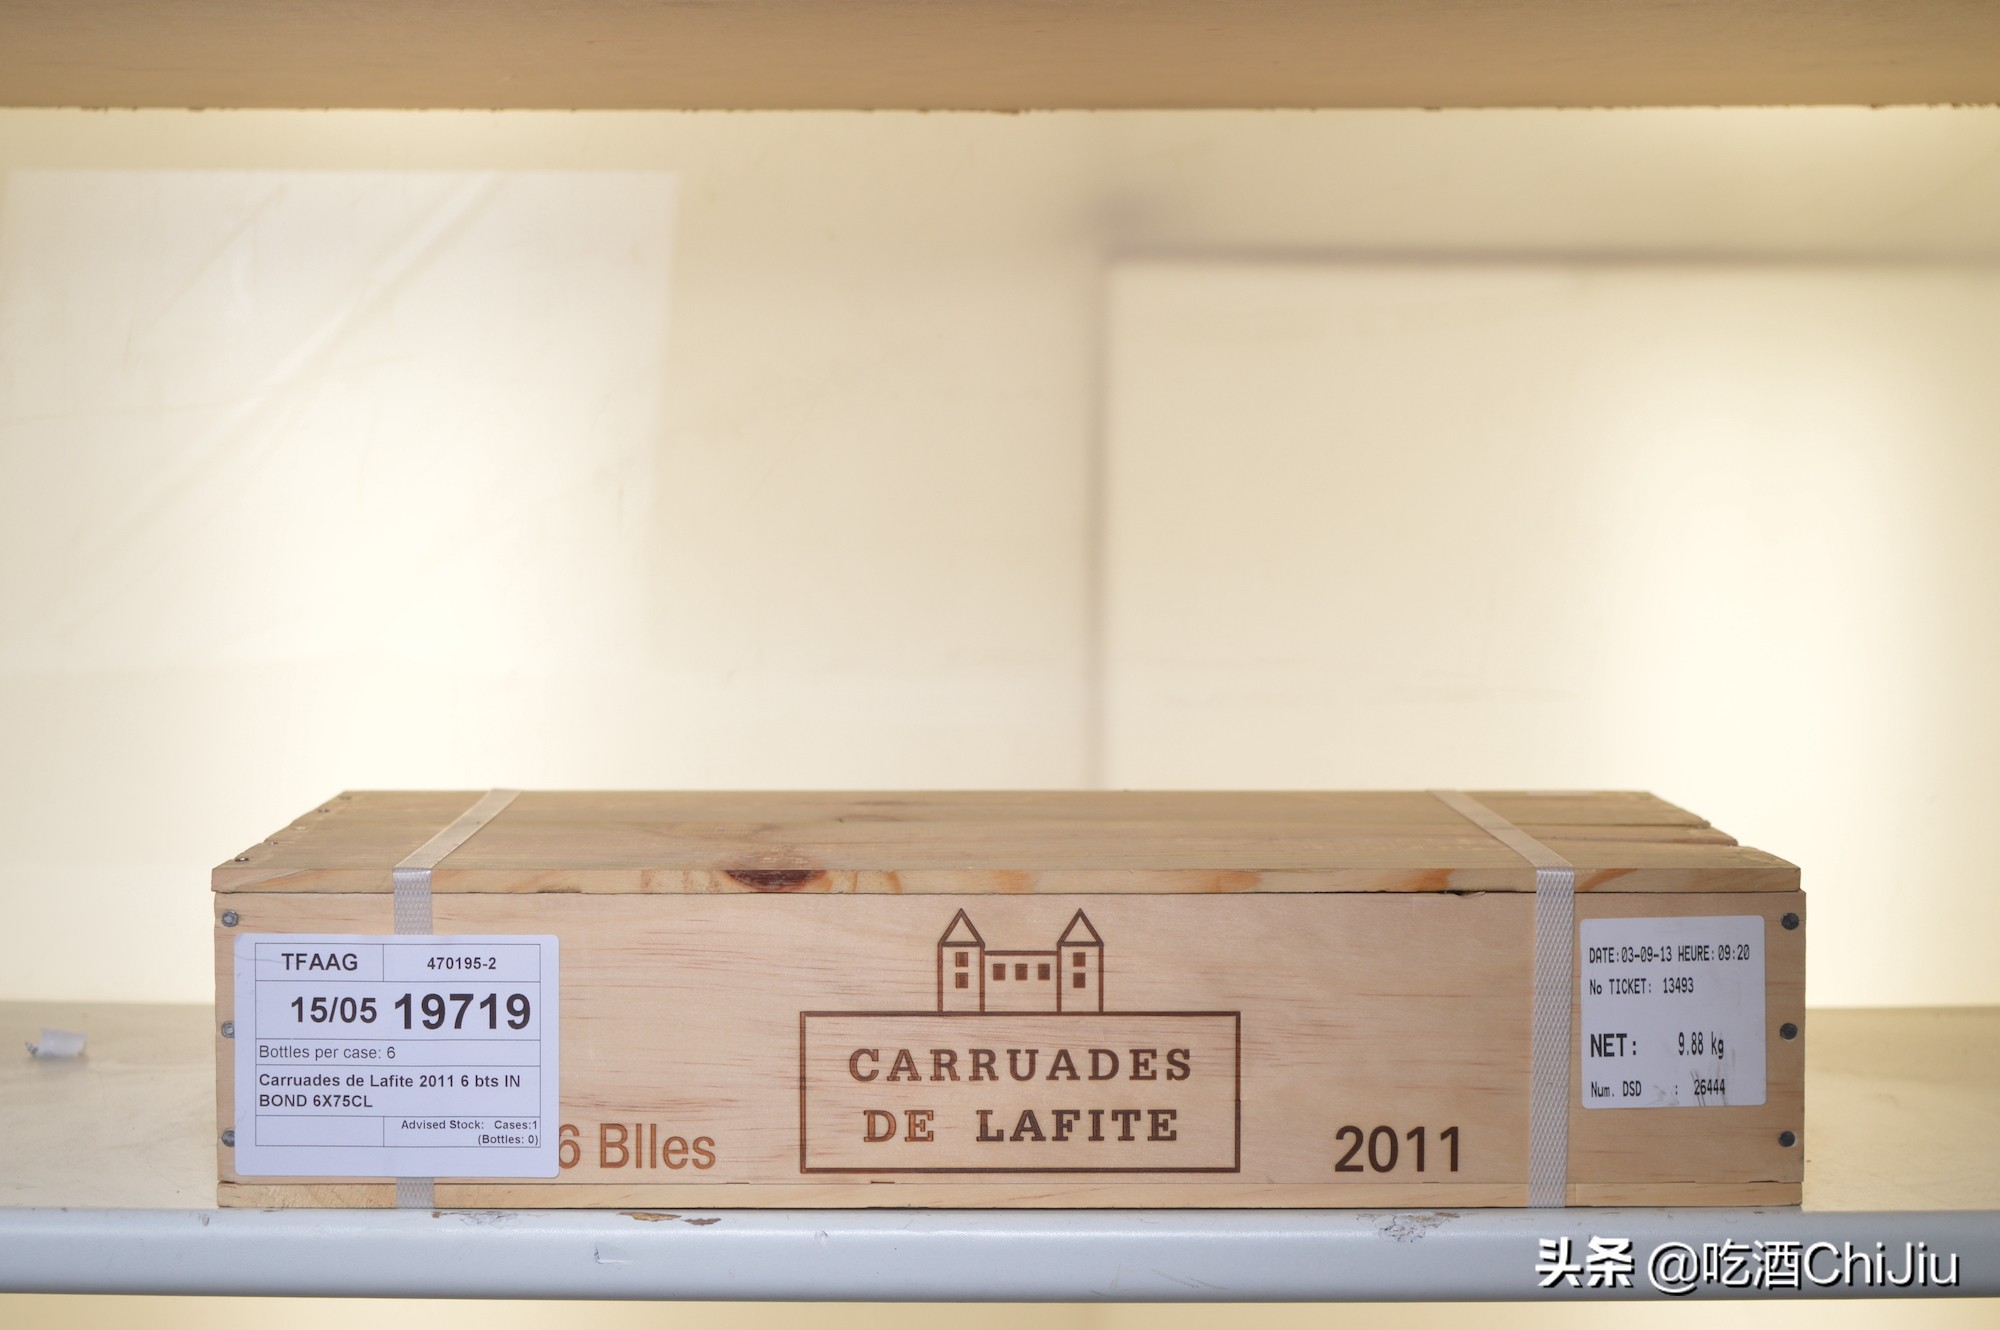 TFAAG 470195-2
15/05 19719
Bottles per case: 6
Carruades de Lafite 2011 6 bts IN
BOND 6X75CL
Advised Stock: Cases:1
(Bottles: 0)
6 Blles
CARRUADES
DE LAFITE
2011
DATE:03-09-13 HEURE:09:20
No TICKET: 13493
NET: 9.88 kg
Num. DSD : 26444
头条 @吃酒ChiJiu